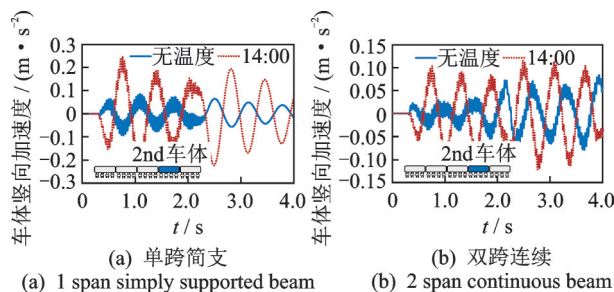 车体竖向加速度 / (m·s⁻²)
0.3
0.2
0.1
0
−0.1
−0.2
−0.3
无温度
14:00
2nd车体
0 1.0 2.0 3.0 4.0
t / s
(a) 单跨简支
(a) 1 span simply supported beam
车体竖向加速度 / (m·s⁻²)
0.15
0.10
0.05
0
−0.05
−0.10
−0.15
无温度
14:00
2nd车体
0 1.0 2.0 3.0 4.0
t / s
(b) 双跨连续
(b) 2 span continuous beam